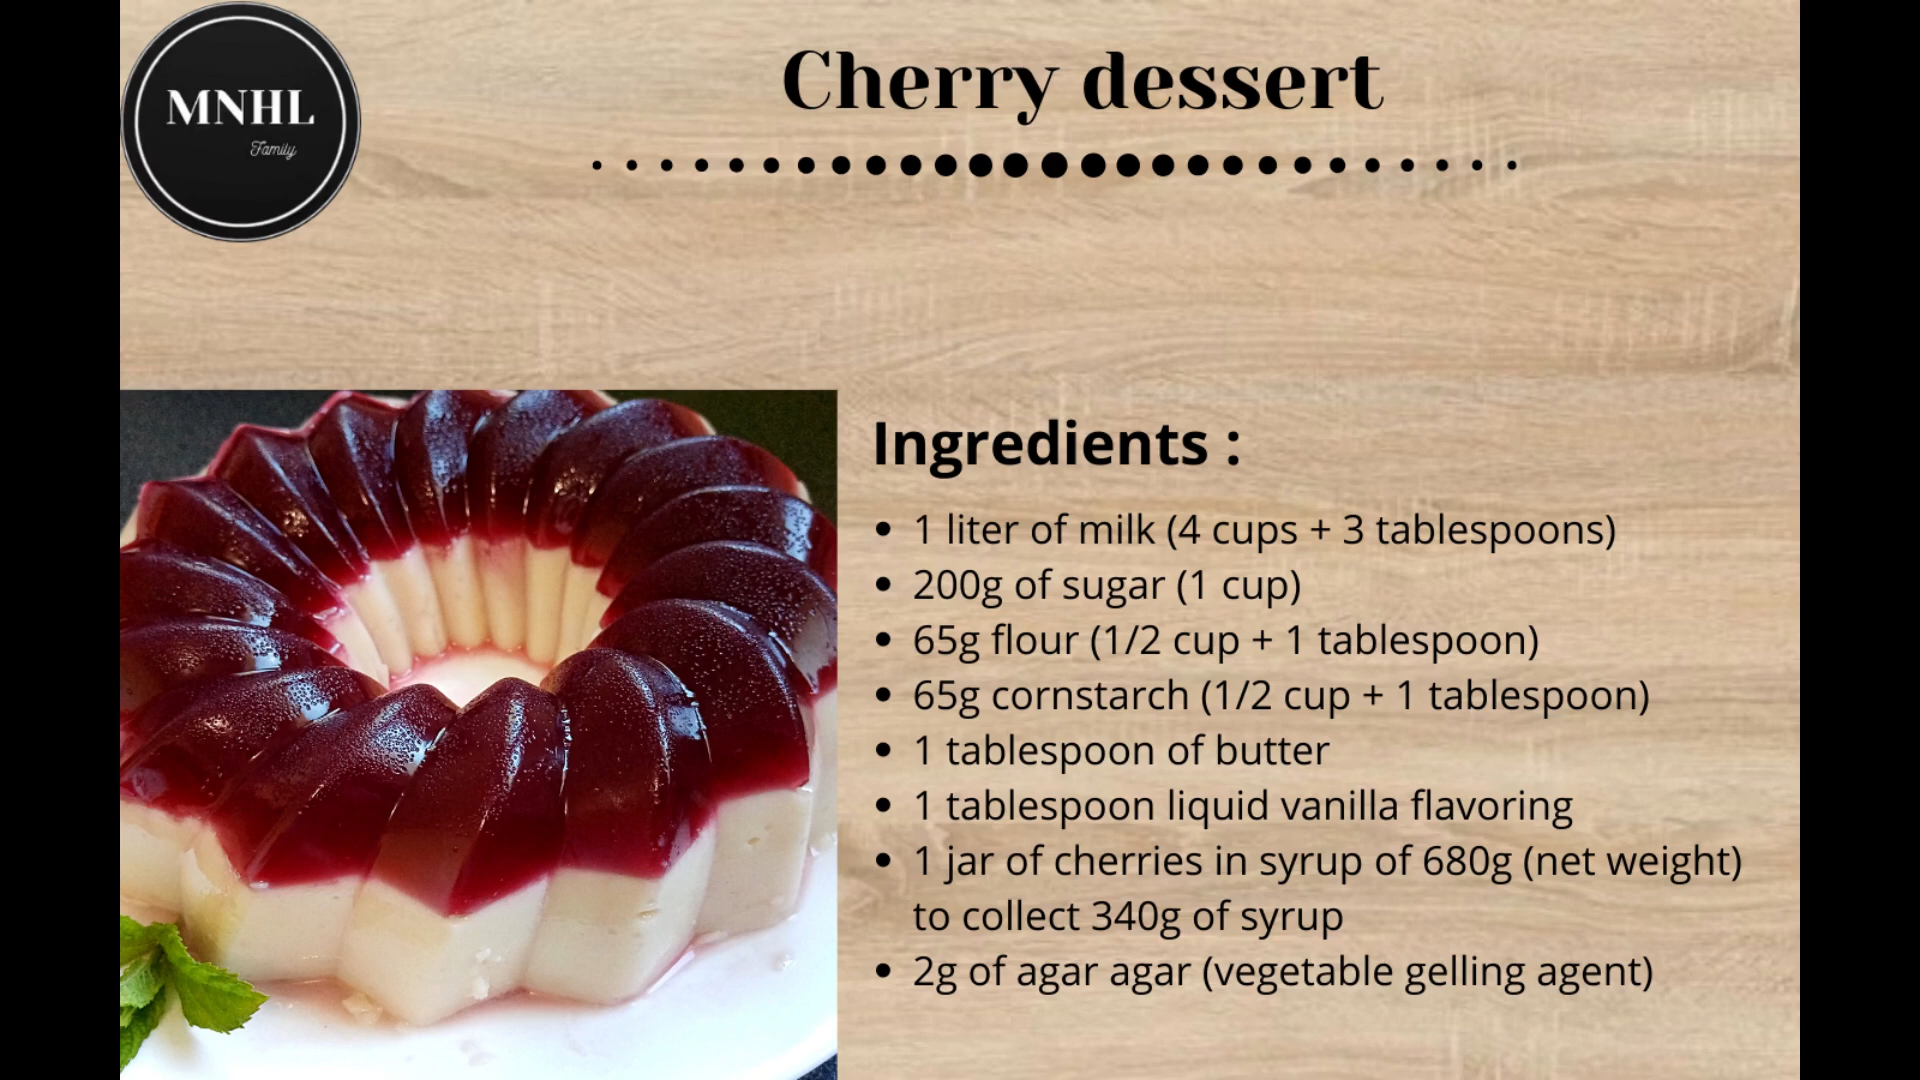 MNHL
Family
Cherry dessert
Ingredients :
• 1 liter of milk (4 cups + 3 tablespoons)
• 200g of sugar (1 cup)
• 65g flour (1/2 cup + 1 tablespoon)
• 65g cornstarch (1/2 cup + 1 tablespoon)
• 1 tablespoon of butter
• 1 tablespoon liquid vanilla flavoring
• 1 jar of cherries in syrup of 680g (net weight)
to collect 340g of syrup
• 2g of agar agar (vegetable gelling agent)